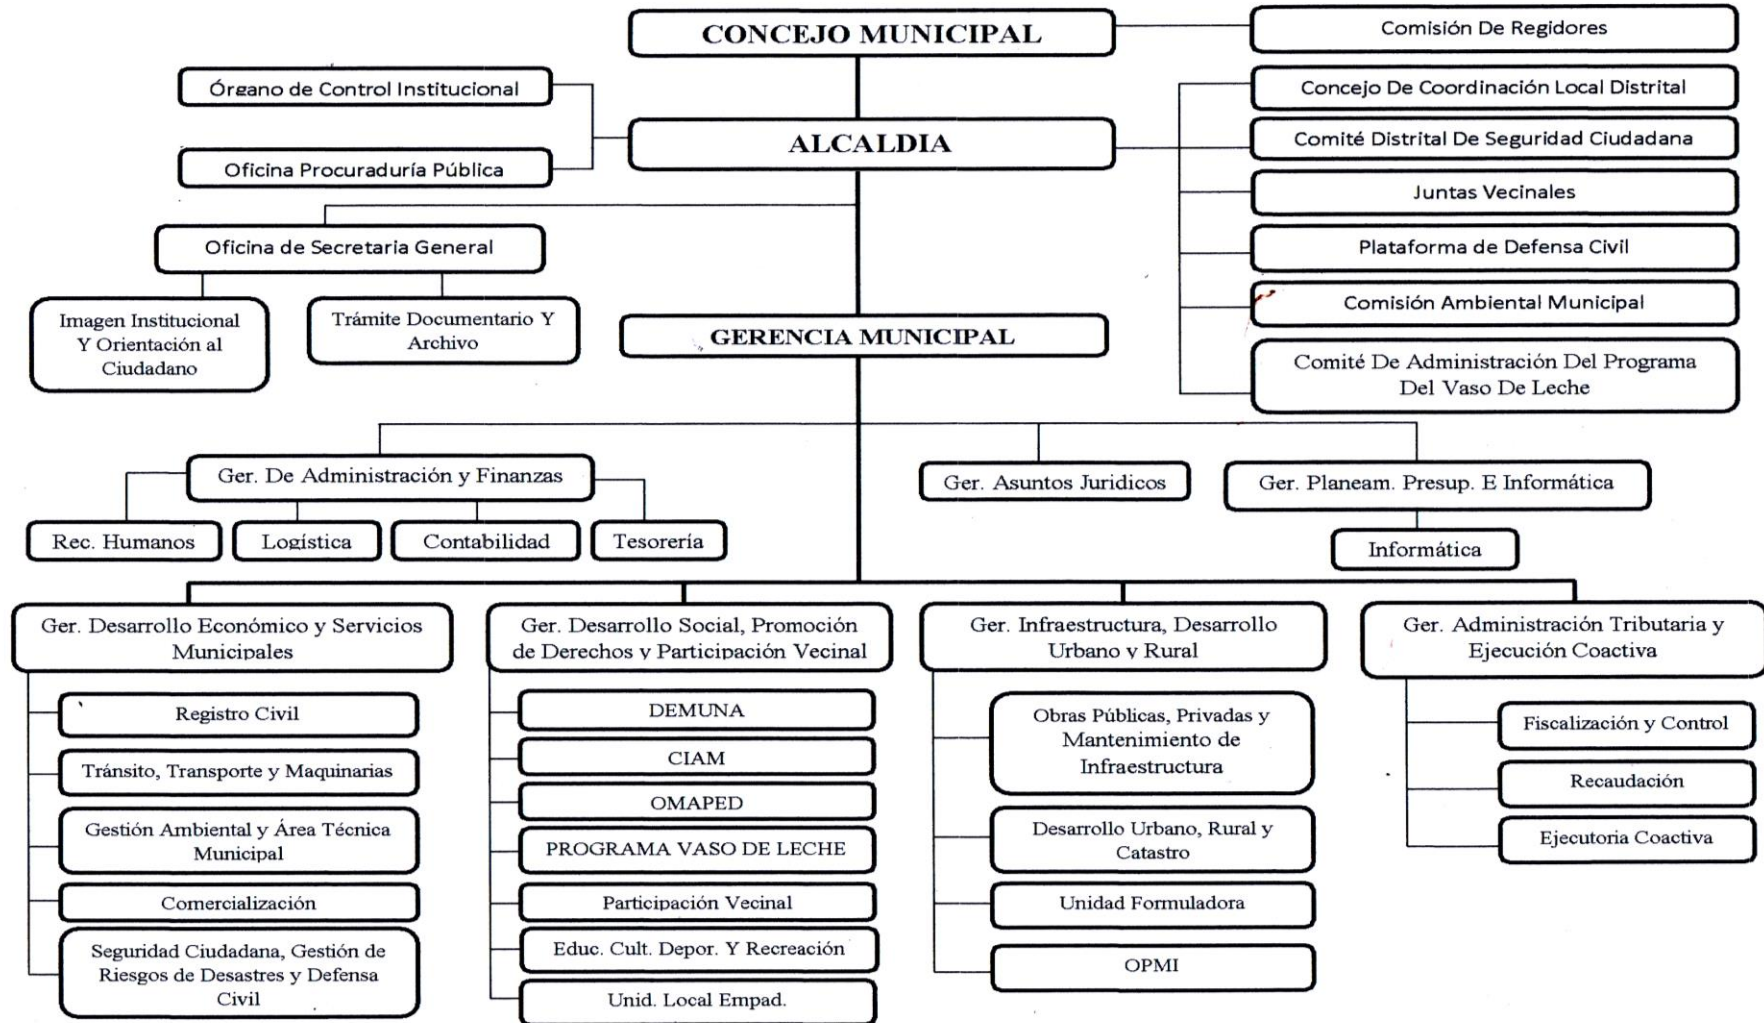 CONCEJO MUNICIPAL
Comisión De Regidores
Órgano de Control Institucional
Concejo De Coordinación Local Distrital
ALCALDIA
Comité Distrital De Seguridad Ciudadana
Oficina Procuraduría Pública
Juntas Vecinales
Oficina de Secretaria General
Plataforma de Defensa Civil
Imagen Institucional
Y Orientación al
Ciudadano
Trámite Documentario Y
Archivo
GERENCIA MUNICIPAL
Comisión Ambiental Municipal
Comité De Administración Del Programa
Del Vaso De Leche
Ger. De Administración y Finanzas
Ger. Asuntos Juridicos
Ger. Planeam. Presup. E Informática
Rec. Humanos
Logística
Contabilidad
Tesorería
Informática
Ger. Desarrollo Económico y Servicios
Municipales
Registro Civil
Tránsito, Transporte y Maquinarias
Gestión Ambiental y Área Técnica
Municipal
Comercialización
Seguridad Ciudadana, Gestión de
Riesgos de Desastres y Defensa
Civil
Ger. Desarrollo Social, Promoción
de Derechos y Participación Vecinal
DEMUNA
CIAM
OMAPED
PROGRAMA VASO DE LECHE
Participación Vecinal
Educ. Cult. Depor. Y Recreación
Unid. Local Empad.
Ger. Infraestructura, Desarrollo
Urbano y Rural
Obras Públicas, Privadas y
Mantenimiento de
Infraestructura
Desarrollo Urbano, Rural y
Catastro
Unidad Formuladora
OPMI
Ger. Administración Tributaria y
Ejecución Coactiva
Fiscalización y Control
Recaudación
Ejecutoria Coactiva